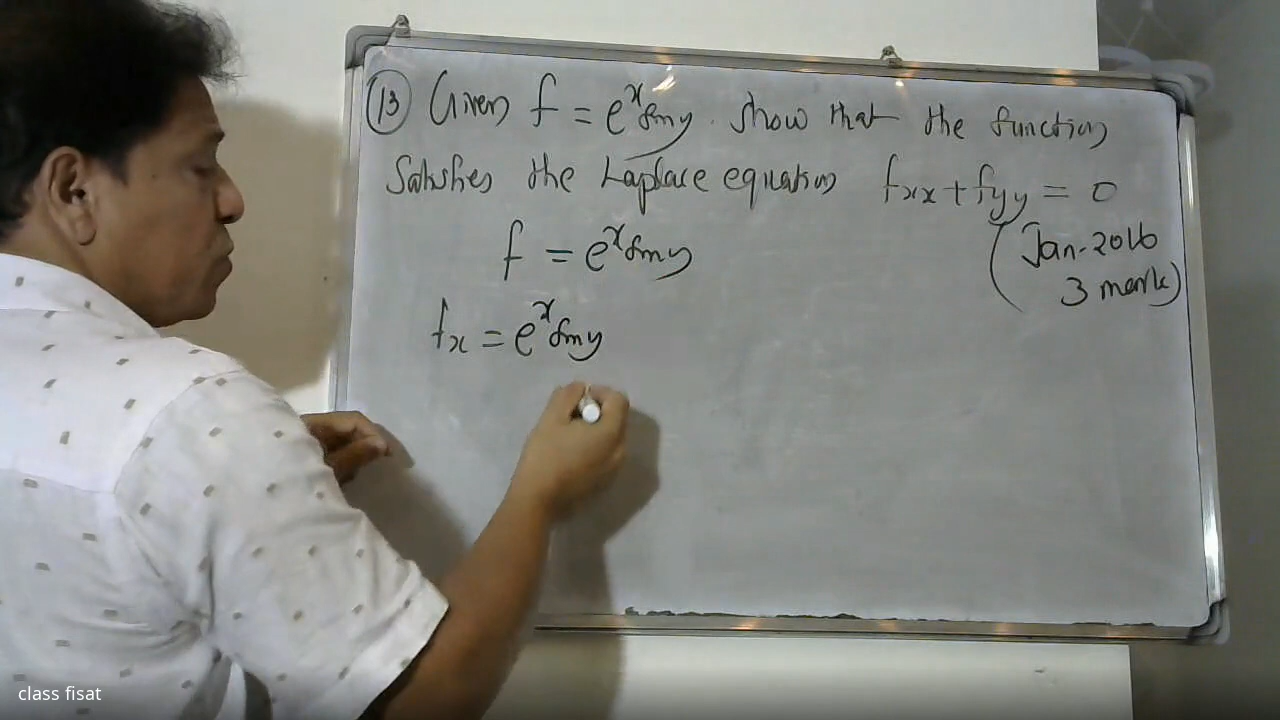 13 Given f = e^x sin y . show that the function
Satisfies the Laplace equation fxx + fyy = 0
(Jan-2016
3 mark)
f = e^x sin y
fx = e^x sin y
class fisat